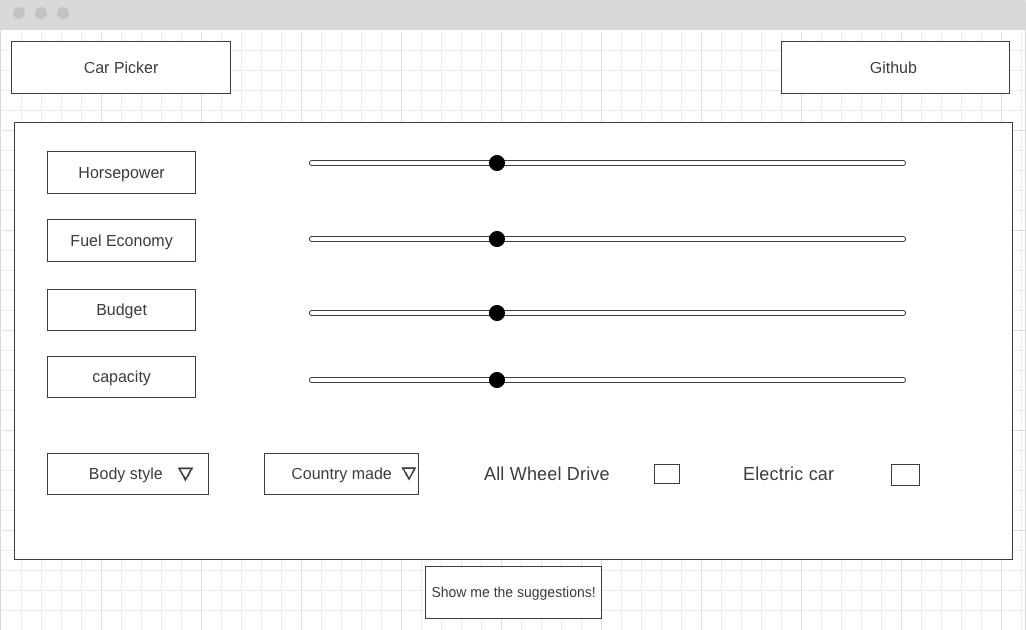 Car Picker
Github
Horsepower
Fuel Economy
Budget
capacity
Body style
Country made
All Wheel Drive
Electric car
Show me the suggestions!